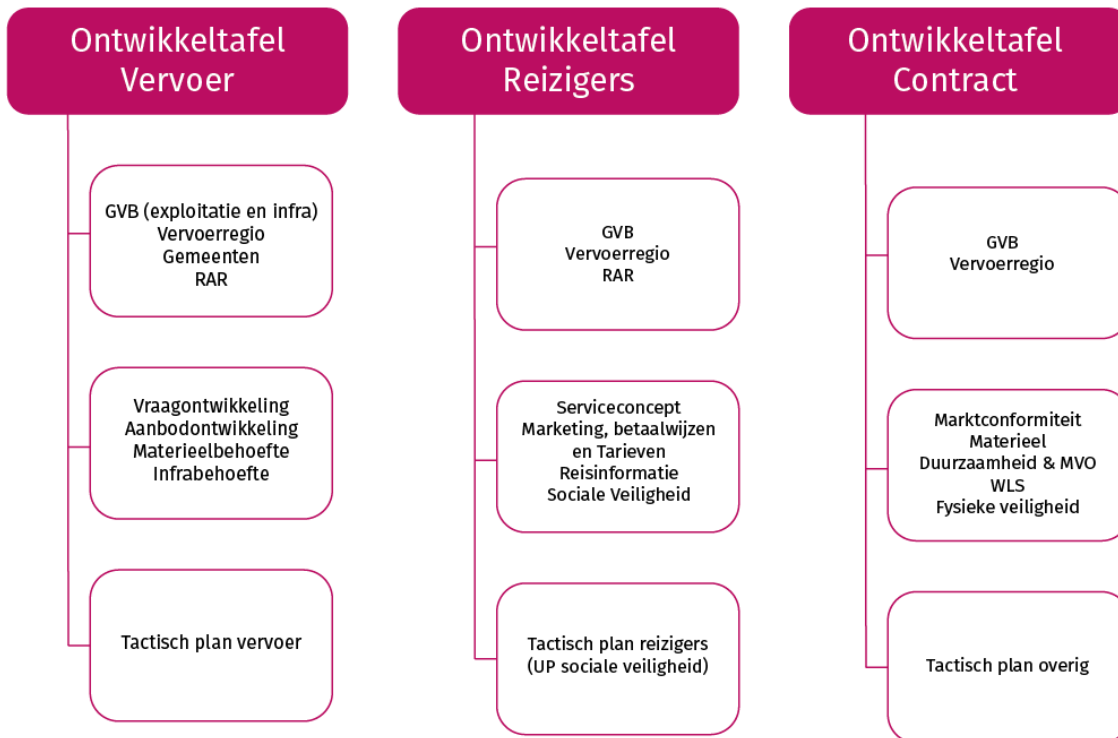 Ontwikkeltafel
Vervoer
GVB (exploitatie en infra)
Vervoerregio
Gemeenten
RAR
Vraagontwikkeling
Aanbodontwikkeling
Materieelbehoefte
Infrabehoefte
Tactisch plan vervoer
Ontwikkeltafel
Reizigers
GVB
Vervoerregio
RAR
Serviceconcept
Marketing, betaalwijzen
en Tarieven
Reisinformatie
Sociale Veiligheid
Tactisch plan reizigers
(UP sociale veiligheid)
Ontwikkeltafel
Contract
GVB
Vervoerregio
Marktconformiteit
Materieel
Duurzaamheid & MVO
WLS
Fysieke veiligheid
Tactisch plan overig